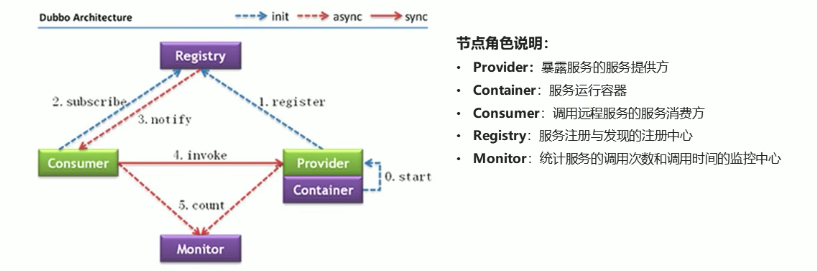 Dubbo Architecture
init
async
sync
Registry
2. subscribe
1. register
3. notify
Consumer
4. invoke
Provider
Container
0. start
5. count
Monitor
节点角色说明：
• Provider：暴露服务的服务提供方
• Container：服务运行容器
• Consumer：调用远程服务的服务消费方
• Registry：服务注册与发现的注册中心
• Monitor：统计服务的调用次数和调用时间的监控中心